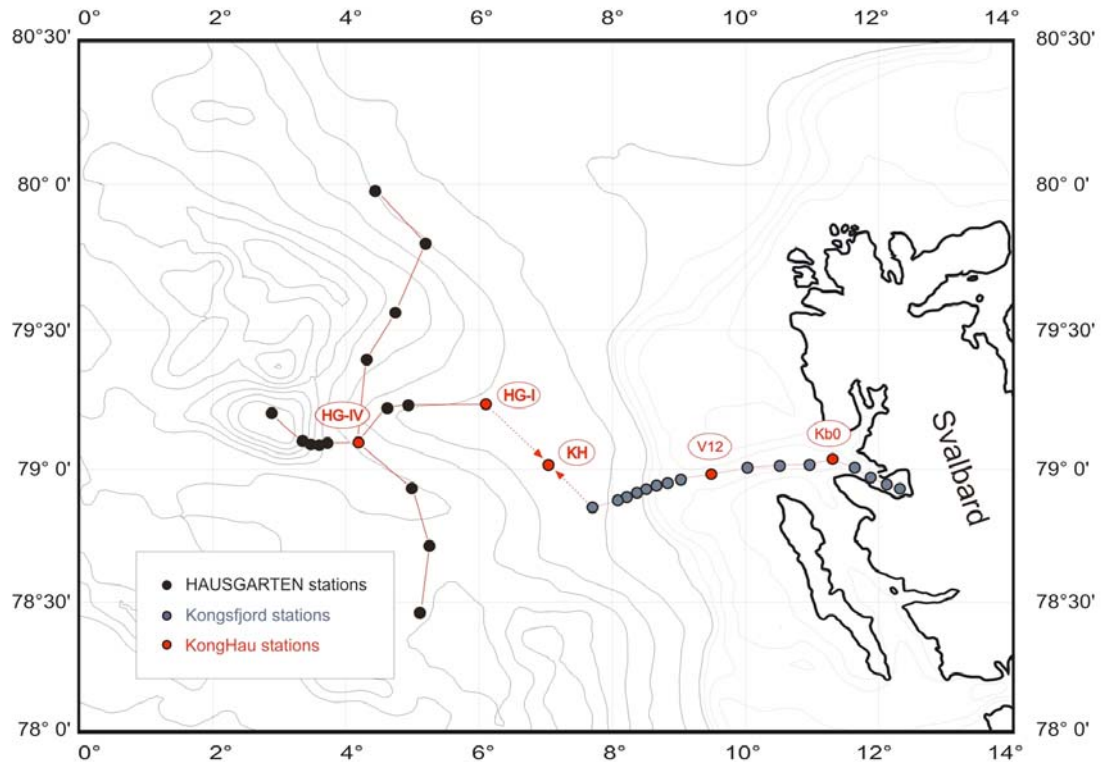 0° 2° 4° 6° 8° 10° 12° 14°
80°30' 80°30'
80° 0' 80° 0'
79°30' 79°30'
HG-I
HG-IV
V12 Kb0
KH
79° 0' 79° 0'
Svalbard
HAUSGARTEN stations
Kongsfjord stations
KongHau stations
78°30' 78°30'
78° 0' 78° 0'
0° 2° 4° 6° 8° 10° 12° 14°